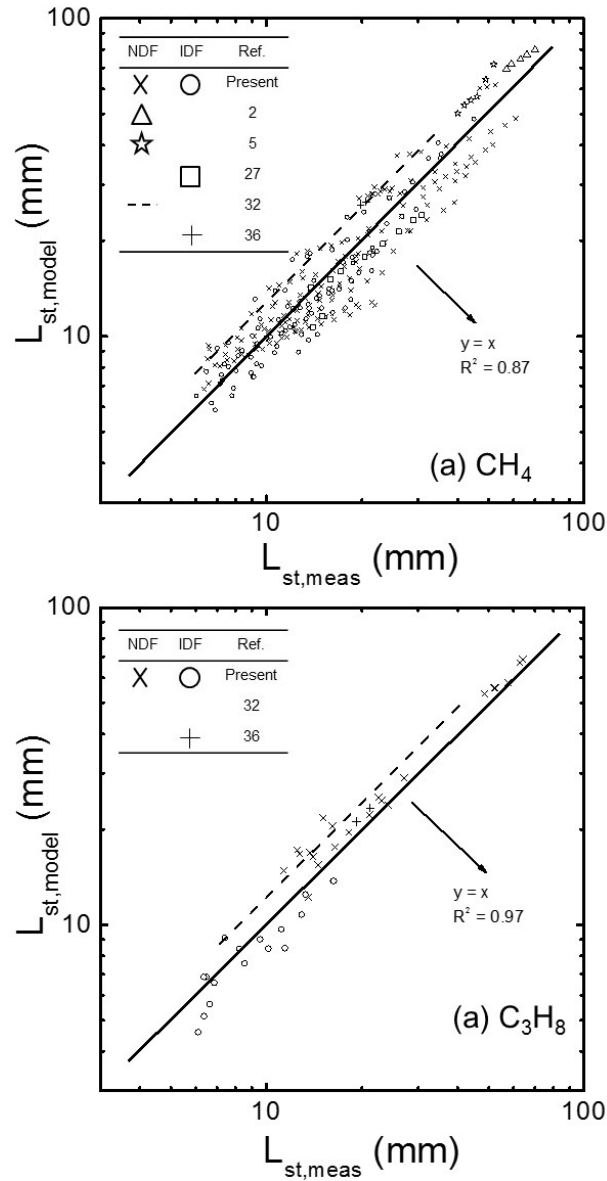 100
NDF IDF Ref.
Present
2
5
27
32
36
L_st,model (mm)
10
y = x
R² = 0.87
(a) CH₄
10 100
L_st,meas (mm)
100
NDF IDF Ref.
Present
32
36
L_st,model (mm)
10
y = x
R² = 0.97
(a) C₃H₈
10 100
L_st,meas (mm)